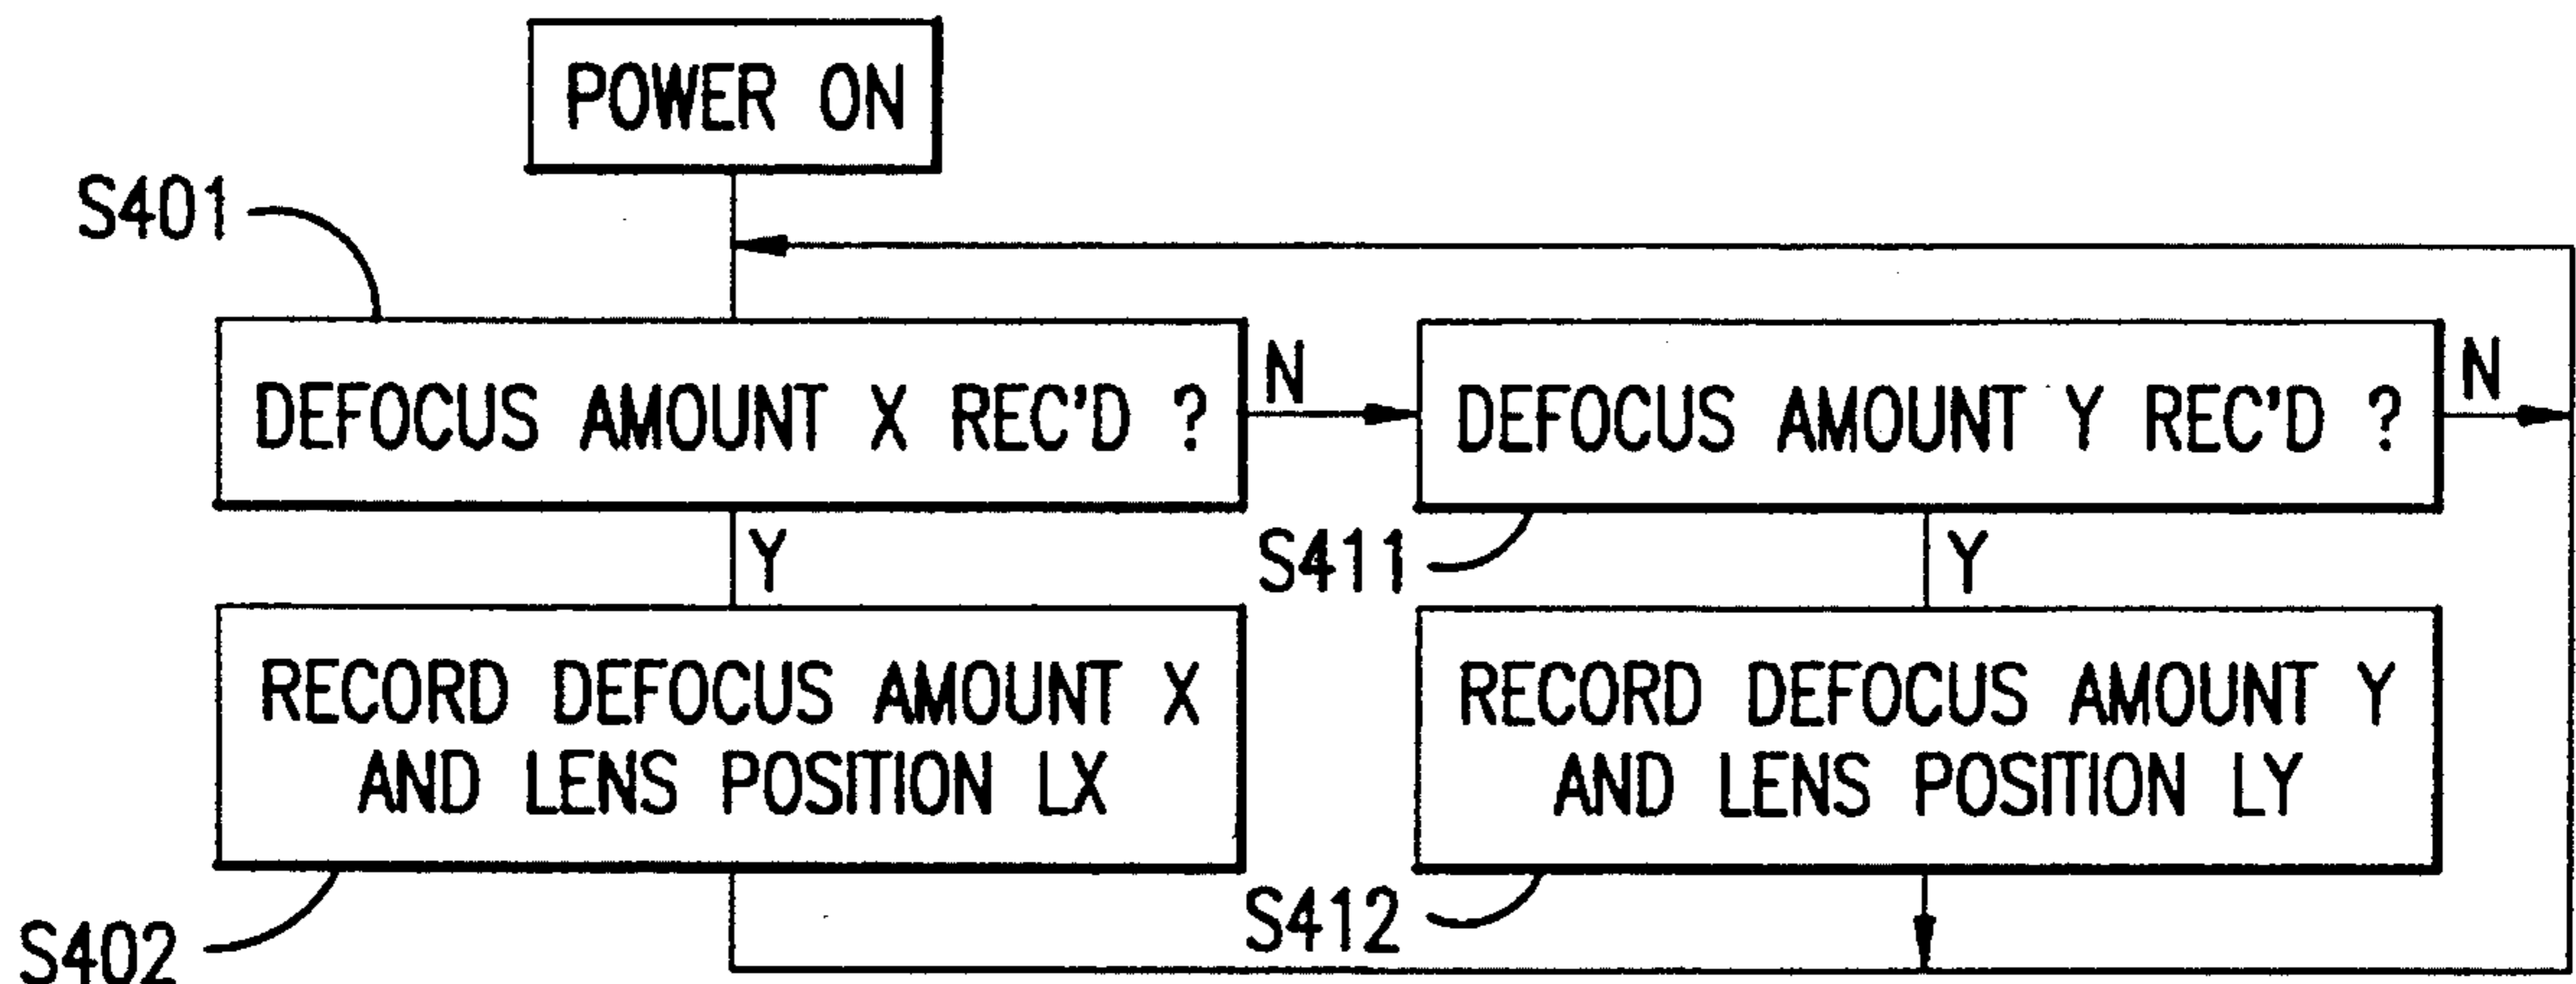 POWER ON
S401
DEFOCUS AMOUNT X REC'D ?
N
DEFOCUS AMOUNT Y REC'D ?
N
Y
S411
Y
RECORD DEFOCUS AMOUNT X
AND LENS POSITION LX
RECORD DEFOCUS AMOUNT Y
AND LENS POSITION LY
S402
S412